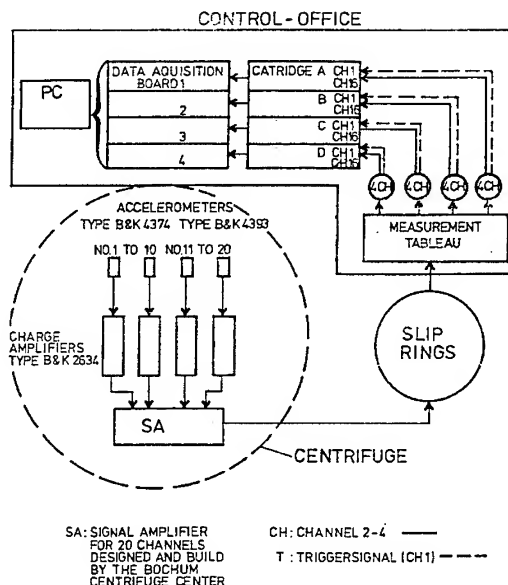 CONTROL-OFFICE
PC
DATA AQUISITION
BOARD 1
2
3
4
CATRIDGE A CH1
CH16
B CH1
CH16
C CH1
CH16
D CH1
CH16
4CH 4CH 4CH 4CH
MEASUREMENT
TABLEAU
ACCELEROMETERS
TYPE B&K 4374 TYPE B&K 4393
NO.1 TO 10 NO.11 TO 20
CHARGE
AMPLIFIERS
TYPE B&K 2634
SLIP
RINGS
SA
CENTRIFUGE
SA: SIGNAL AMPLIFIER
FOR 20 CHANNELS
DESIGNED AND BUILD
BY THE BOCHUM
CENTRIFUGE CENTER
CH: CHANNEL 2-4
T : TRIGGERSIGNAL (CH1)